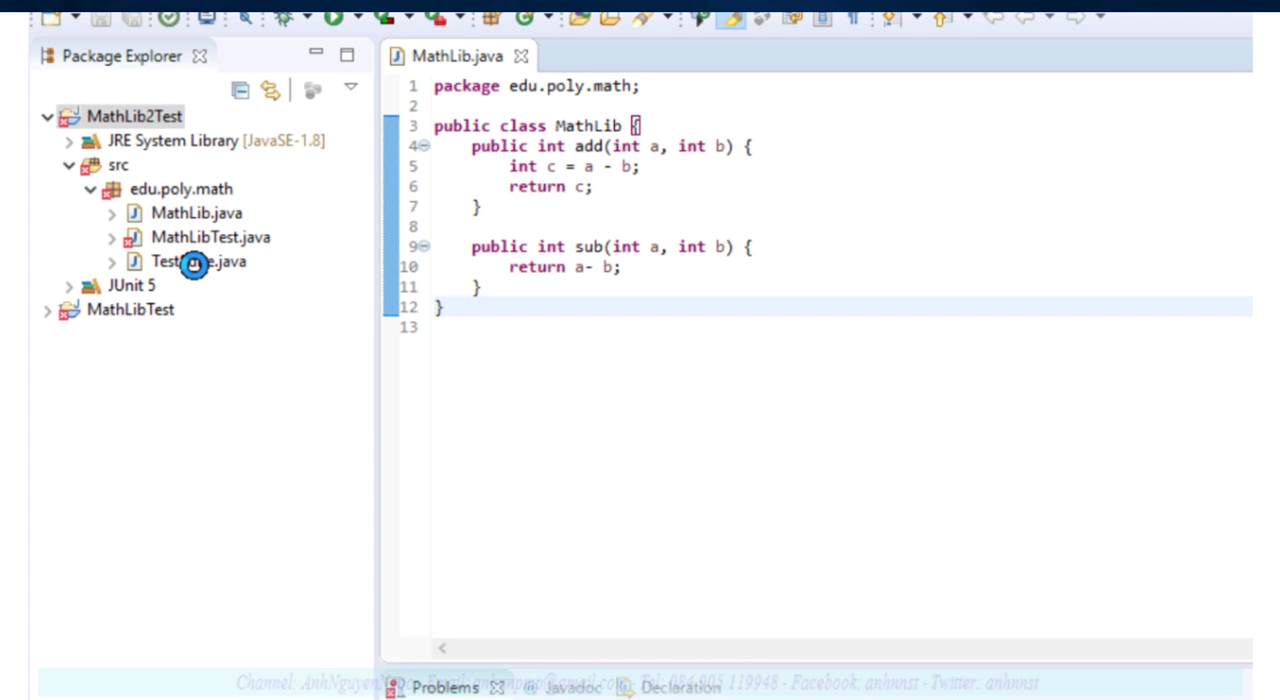 Package Explorer
MathLib.java
MathLib2Test
JRE System Library [JavaSE-1.8]
src
edu.poly.math
MathLib.java
MathLibTest.java
JUnit 5
MathLibTest
1 package edu.poly.math;
2
3 public class MathLib {
4 public int add(int a, int b) {
5 int c = a - b;
6 return c;
7 }
8
9 public int sub(int a, int b) {
10 return a- b;
11 }
12 }
13
Problems Javadoc Declaration
Channel: 119948 - Facebook: anhnnst - Twitter: anhnnst